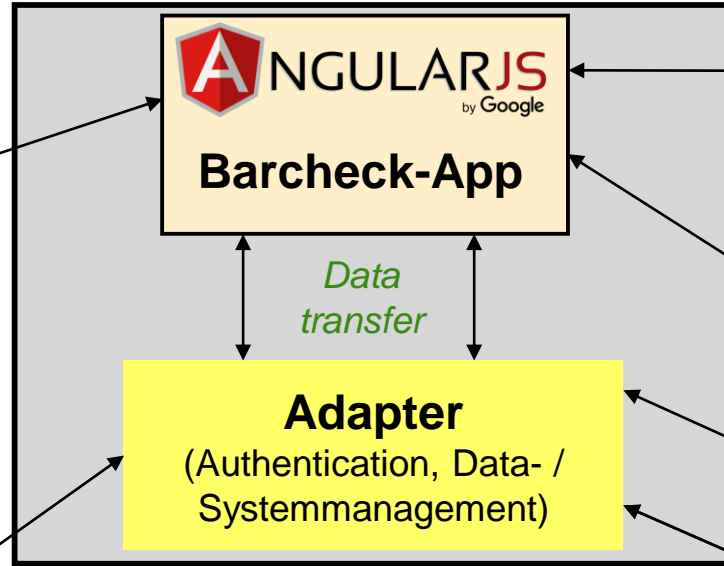 ANGULARJS
by Google
Barcheck-App
Data
transfer
Adapter
(Authentication, Data- /
Systemmanagement)